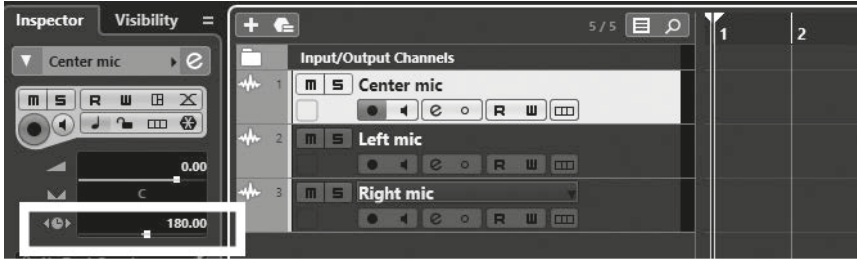 Inspector Visibility
5/5
1 2
Center mic e
Input/Output Channels
m S R W
1 m S Center mic
e R W
2 m S Left mic
0.00
e R W
C
3 m S Right mic
180.00
e R W